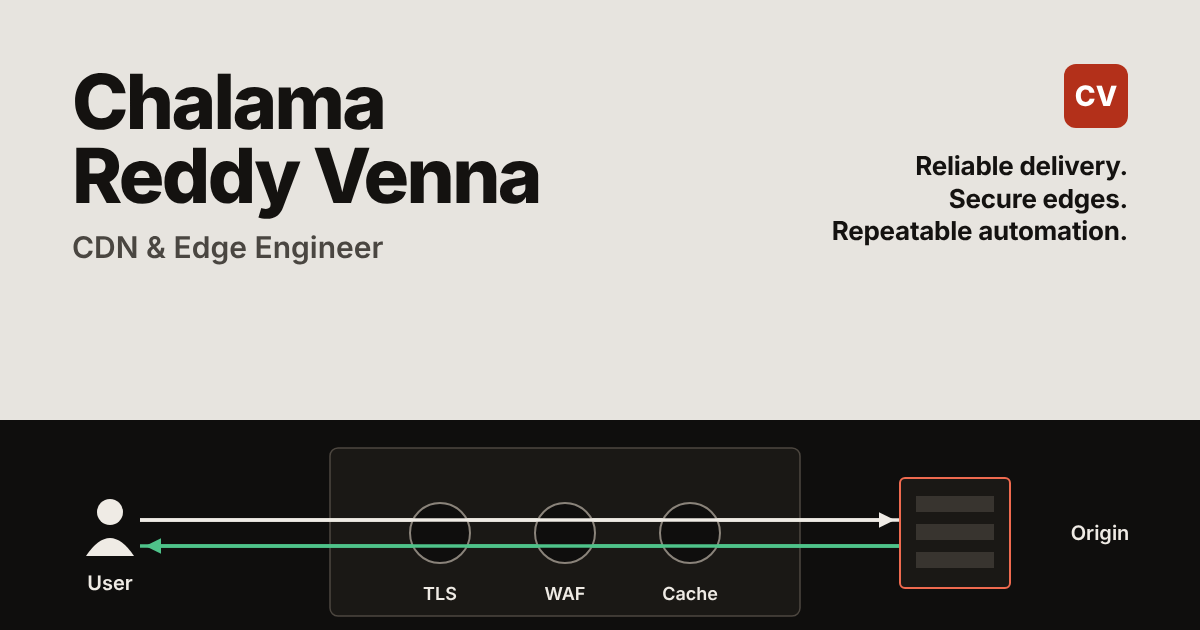 Chalama
Reddy Venna
CDN & Edge Engineer
CV
Reliable delivery.
Secure edges.
Repeatable automation.
User
TLS
WAF
Cache
Origin